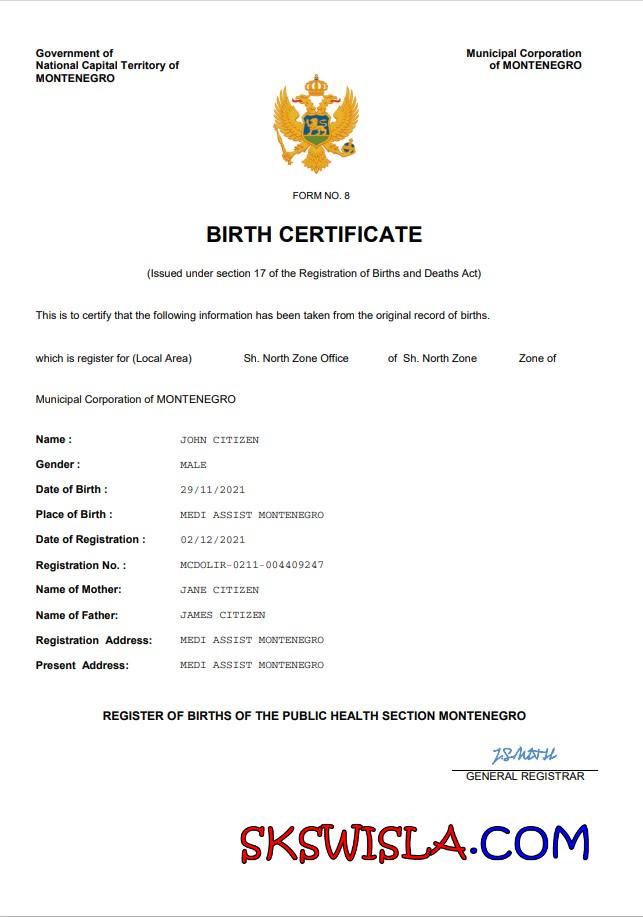 Government of
National Capital Territory of
MONTENEGRO
Municipal Corporation
of MONTENEGRO
FORM NO. 8
BIRTH CERTIFICATE
(Issued under section 17 of the Registration of Births and Deaths Act)
This is to certify that the following information has been taken from the original record of births.
which is register for (Local Area) Sh. North Zone Office of Sh. North Zone Zone of
Municipal Corporation of MONTENEGRO
Name : JOHN CITIZEN
Gender : MALE
Date of Birth : 29/11/2021
Place of Birth : MEDI ASSIST MONTENEGRO
Date of Registration : 02/12/2021
Registration No. : MCDOLIR-0211-004409247
Name of Mother: JANE CITIZEN
Name of Father: JAMES CITIZEN
Registration Address: MEDI ASSIST MONTENEGRO
Present Address: MEDI ASSIST MONTENEGRO
REGISTER OF BIRTHS OF THE PUBLIC HEALTH SECTION MONTENEGRO
GENERAL REGISTRAR
SKSWISLA.COM